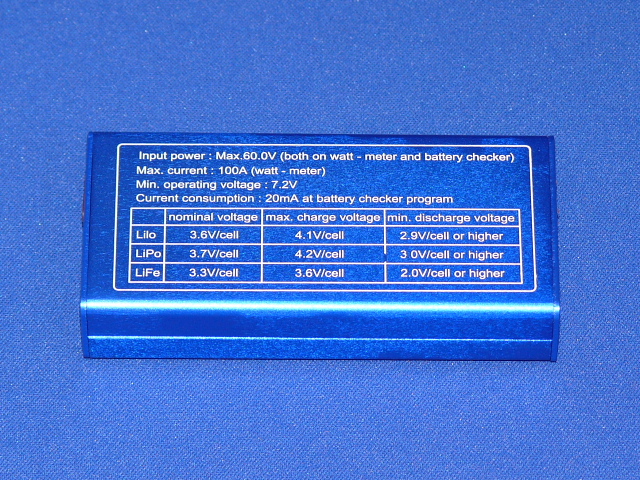 Input power : Max.60.0V (both on watt - meter and battery checker)
Max. current : 100A (watt - meter)
Min. operating voltage : 7.2V
Current consumption : 20mA at battery checker program
nominal voltage max. charge voltage min. discharge voltage
LiIo 3.6V/cell 4.1V/cell 2.9V/cell or higher
LiPo 3.7V/cell 4.2V/cell 3 0V/cell or higher
LiFe 3.3V/cell 3.6V/cell 2.0V/cell or higher